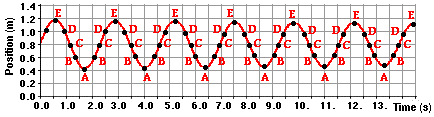 Position (m)
1.4
1.2
1.0
0.8
0.6
0.4
0.2
0.0
E E E E E E E
D D D D D D
C C C C C C
B B B B B B
A A A A A A
0.0 1.0 2.0 3.0 4.0 5.0 6.0 7.0 8.0 9.0 10. 11. 12. 13. Time (s)